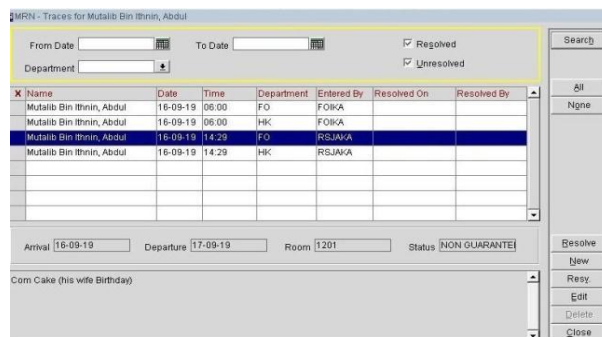 MRN - Traces for Mutalib Bin Ithnin, Abdul
From Date To Date Resolved Search
Department Unresolved
X Name Date Time Department Entered By Resolved On Resolved By All
Mutalib Bin Ithnin, Abdul 16-09-19 06:00 FO FOIKA None
Mutalib Bin Ithnin, Abdul 16-09-19 06:00 HK FOIKA
Mutalib Bin Ithnin, Abdul 16-09-19 14:29 FO RSJAKA
Mutalib Bin Ithnin, Abdul 16-09-19 14:29 HK RSJAKA
Arrival 16-09-19 Departure 17-09-19 Room 1201 Status NON GUARANTEE Resolve
New
Com Cake (his wife Birthday) Resv.
Edit
Delete
Close